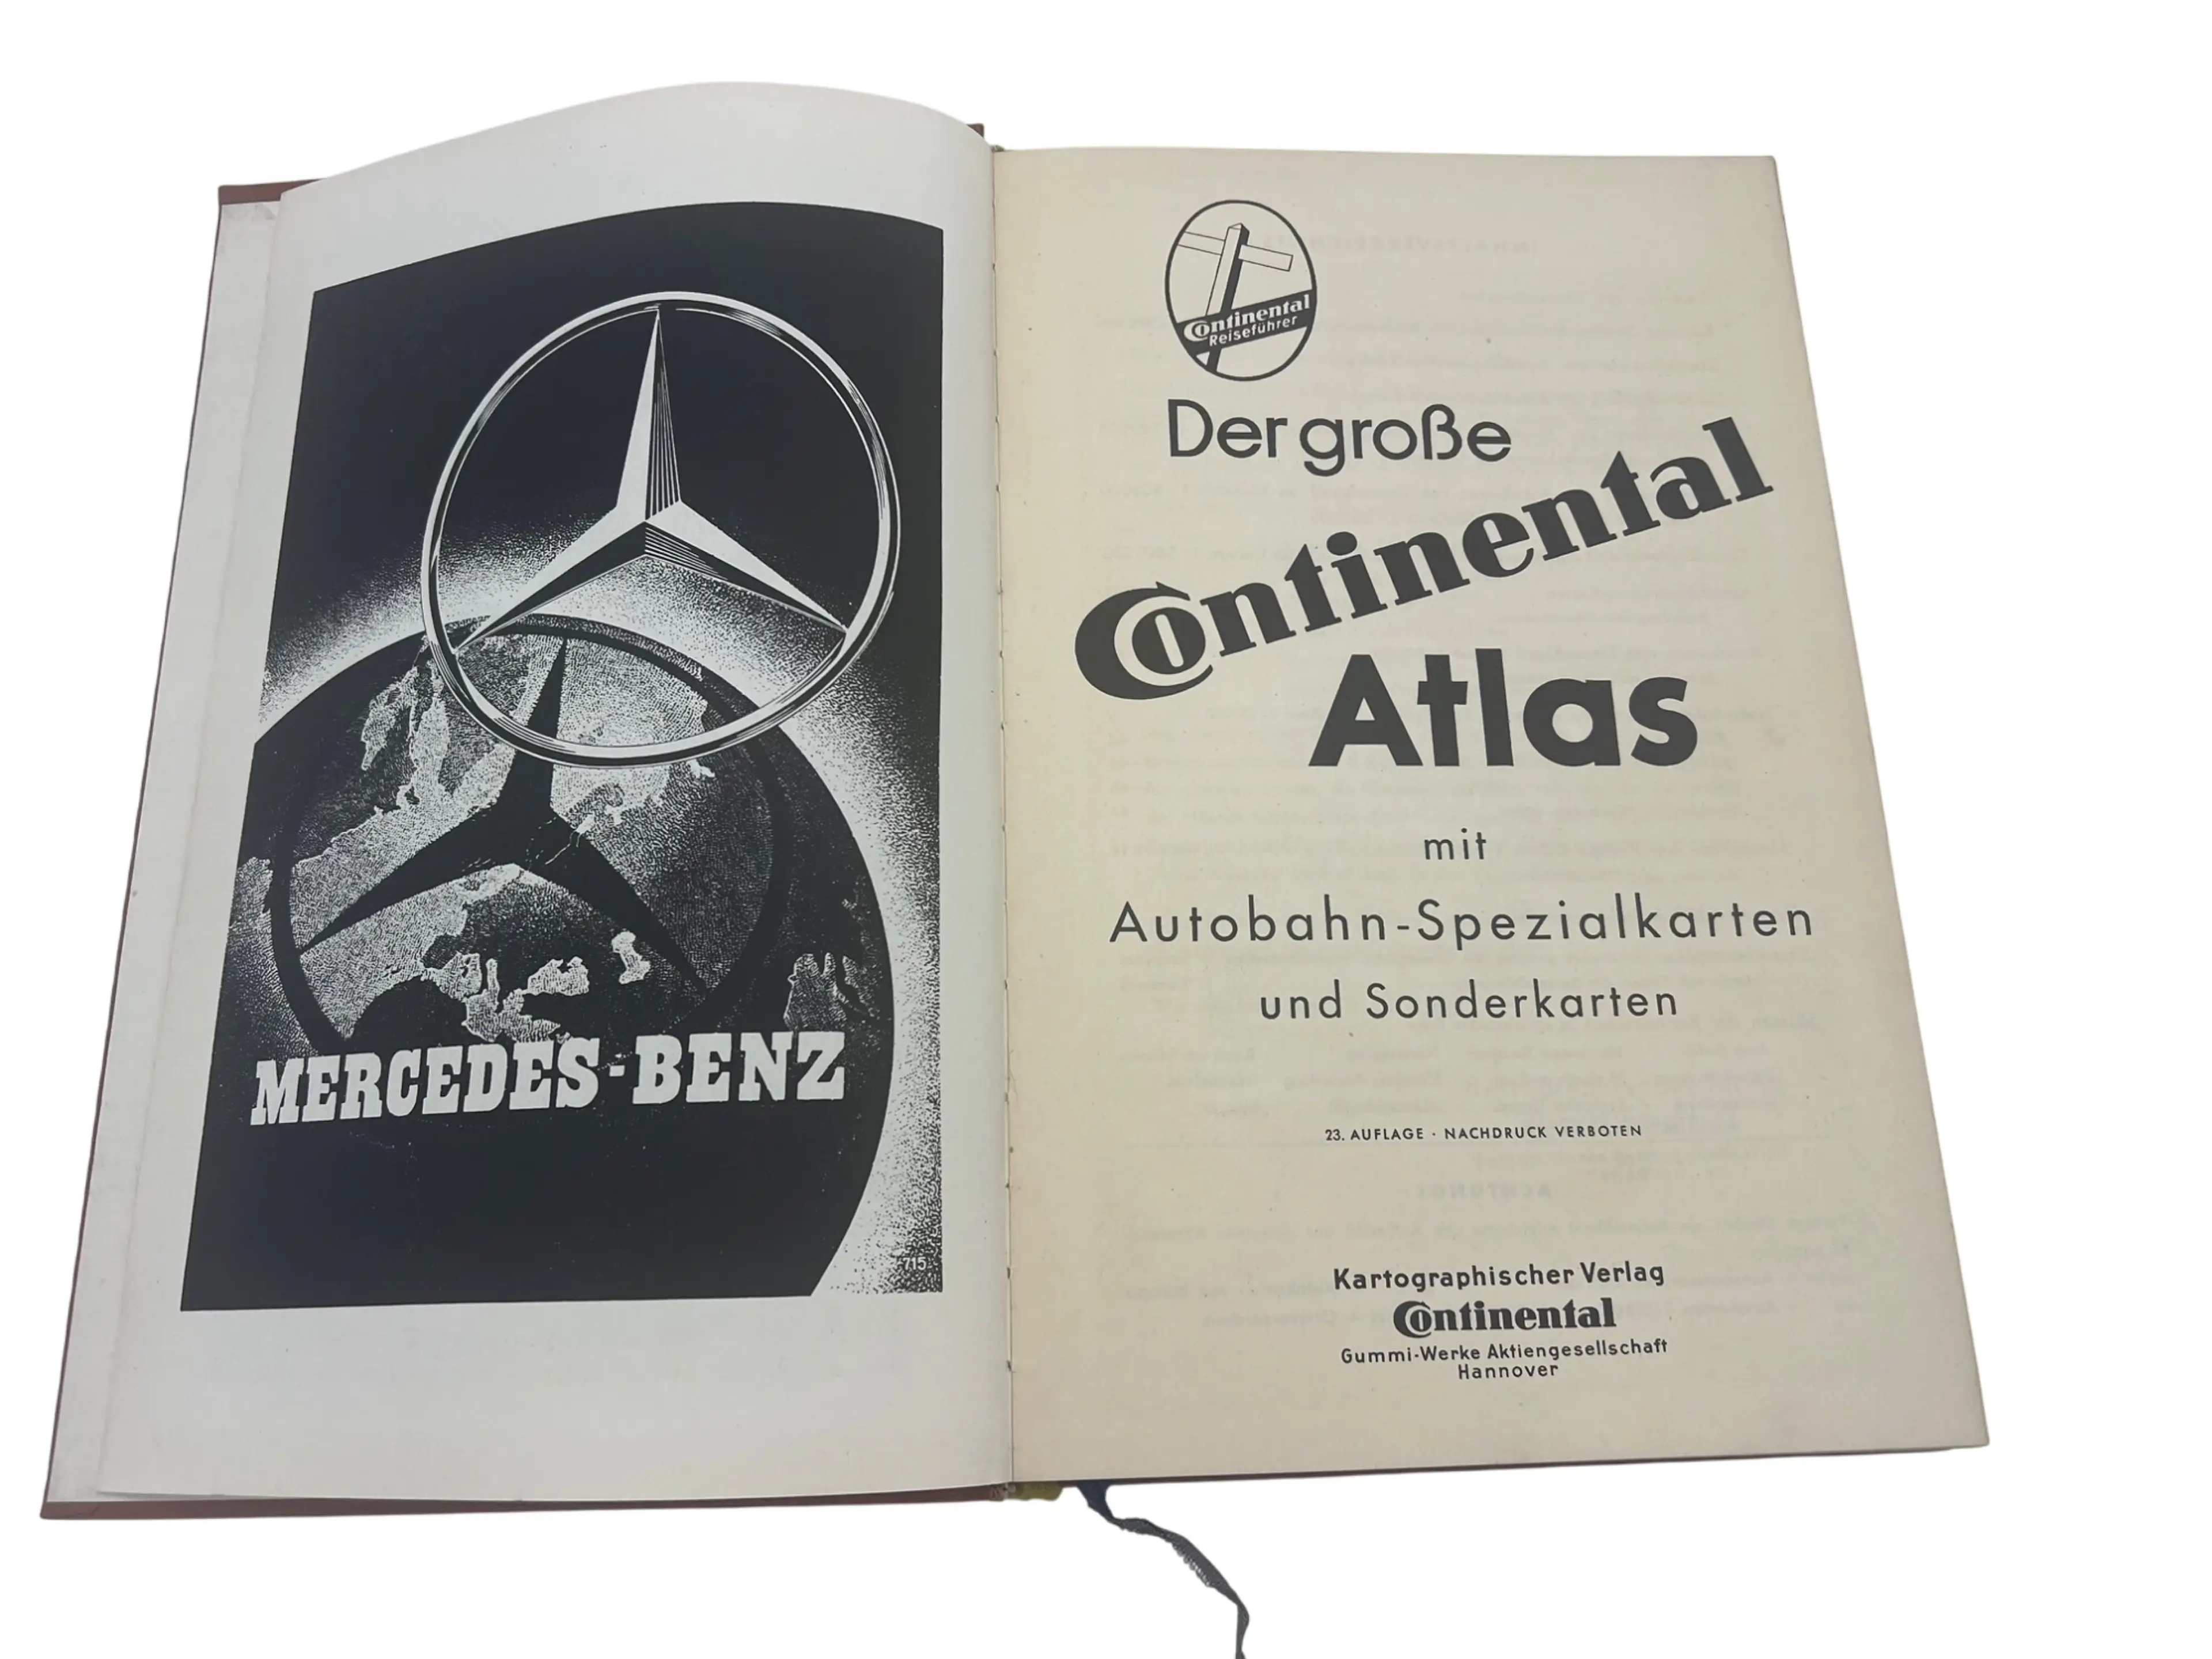 MERCEDES-BENZ
715
Continental
Reiseführer
Der große
Continental
Atlas
mit
Autobahn-Spezialkarten
und Sonderkarten
23. AUFLAGE · NACHDRUCK VERBOTEN
Kartographischer Verlag
Continental
Gummi-Werke Aktiengesellschaft
Hannover